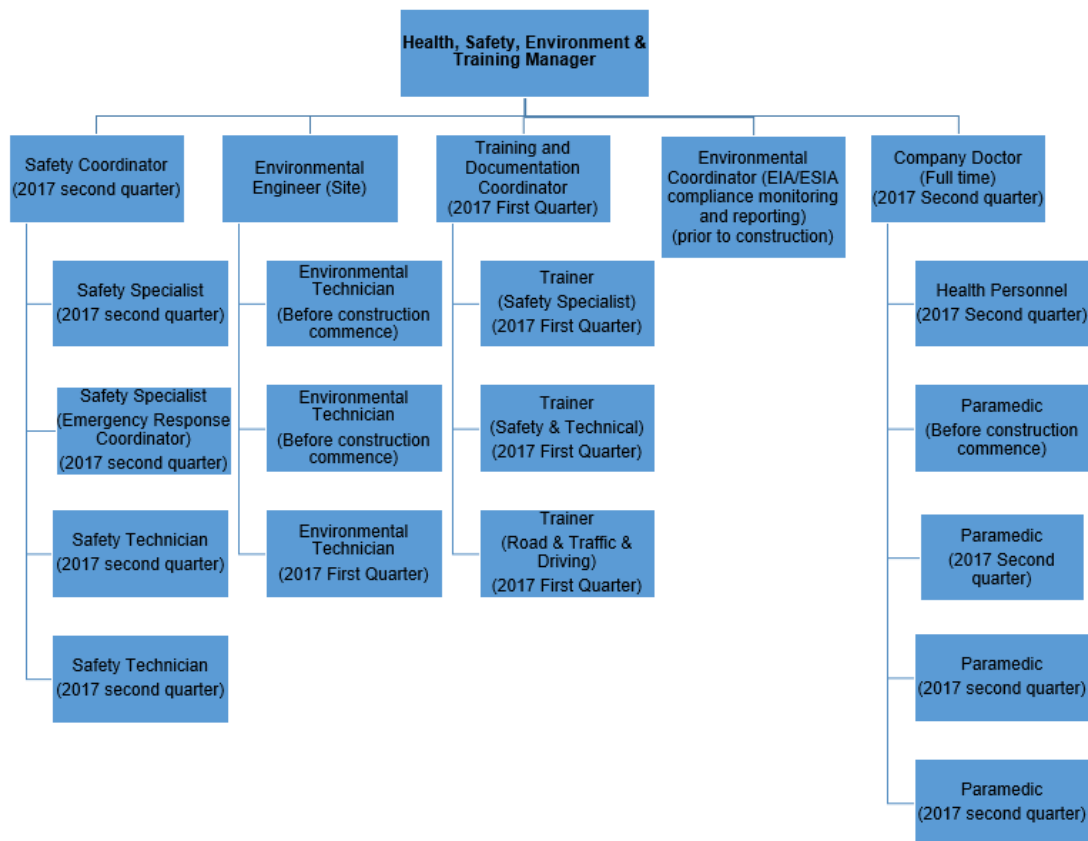 Health, Safety, Environment &
Training Manager
Safety Coordinator
(2017 second quarter)
Environmental
Engineer (Site)
Training and
Documentation
Coordinator
(2017 First Quarter)
Environmental
Coordinator (EIA/ESIA
compliance monitoring
and reporting)
(prior to construction)
Company Doctor
(Full time)
(2017 Second quarter)
Safety Specialist
(2017 second quarter)
Safety Specialist
(Emergency Response
Coordinator)
(2017 second quarter)
Safety Technician
(2017 second quarter)
Safety Technician
(2017 second quarter)
Environmental
Technician
(Before construction
commence)
Environmental
Technician
(Before construction
commence)
Environmental
Technician
(2017 First Quarter)
Trainer
(Safety Specialist)
(2017 First Quarter)
Trainer
(Safety & Technical)
(2017 First Quarter)
Trainer
(Road & Traffic &
Driving)
(2017 First Quarter)
Health Personnel
(2017 Second quarter)
Paramedic
(Before construction
commence)
Paramedic
(2017 Second
quarter)
Paramedic
(2017 second quarter)
Paramedic
(2017 second quarter)